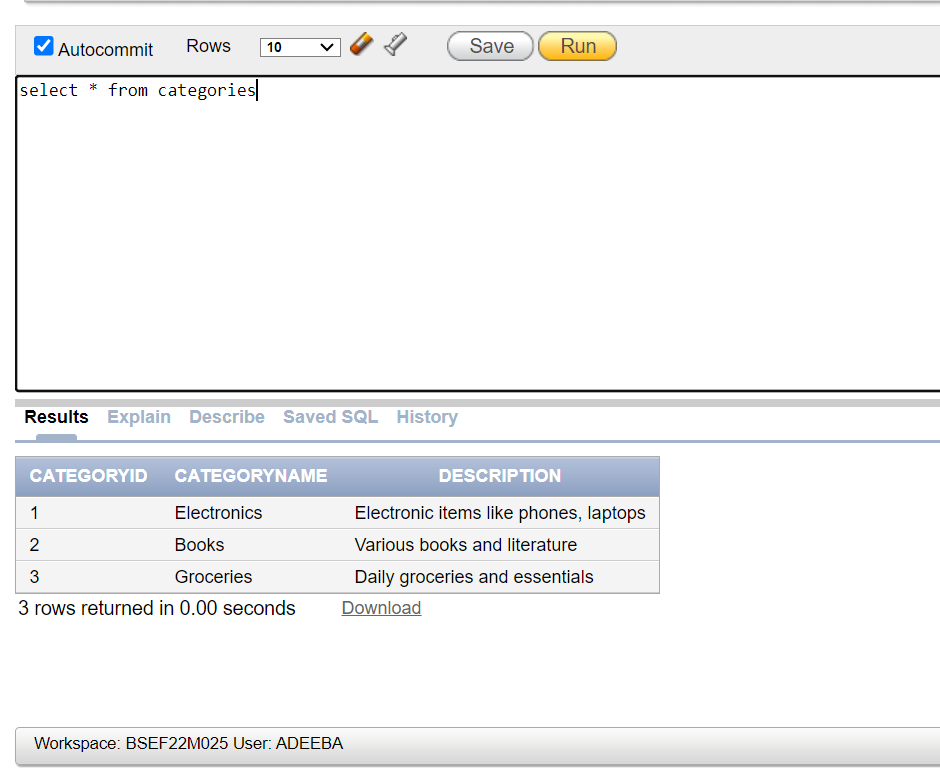 Autocommit Rows 10 Save Run
select * from categories
Results Explain Describe Saved SQL History
CATEGORYID CATEGORYNAME DESCRIPTION
1 Electronics Electronic items like phones, laptops
2 Books Various books and literature
3 Groceries Daily groceries and essentials
3 rows returned in 0.00 seconds Download
Workspace: BSEF22M025 User: ADEEBA